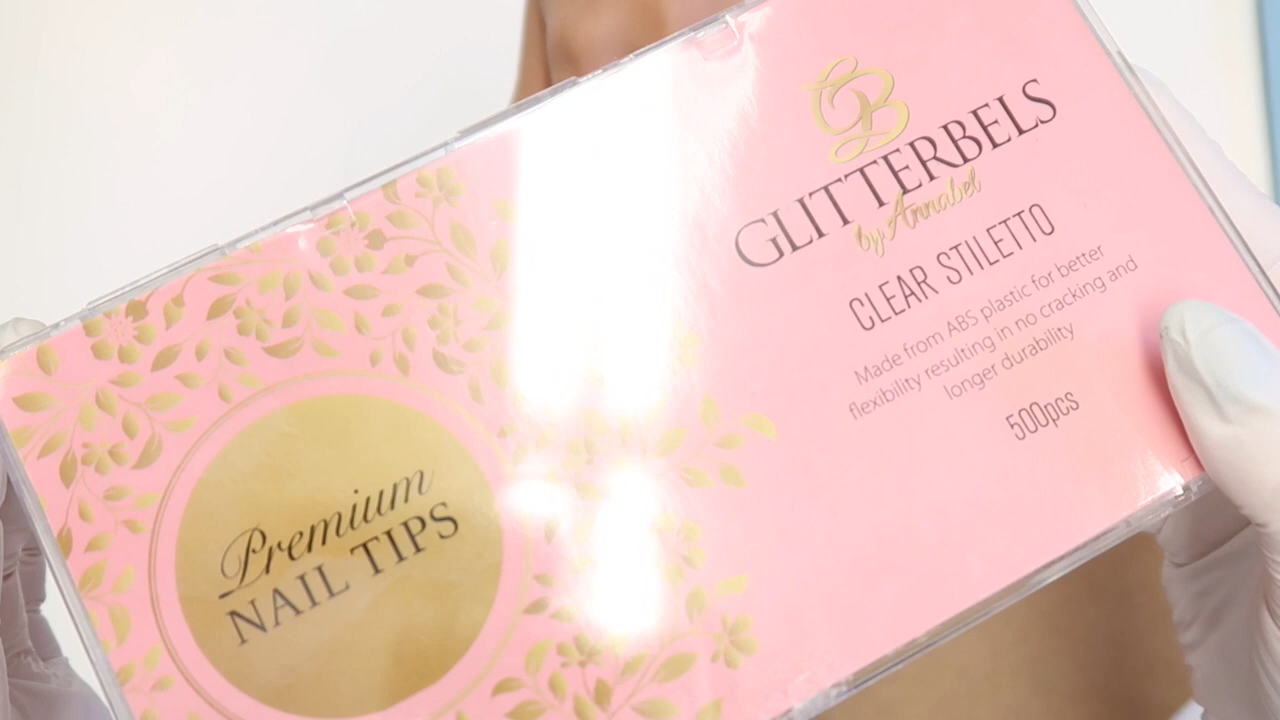 Premium
NAIL TIPS
GB
GLITTERBELS
by Annabel
CLEAR STILETTO
Made from ABS plastic for better
flexibility resulting in no cracking and
longer durability
500pcs